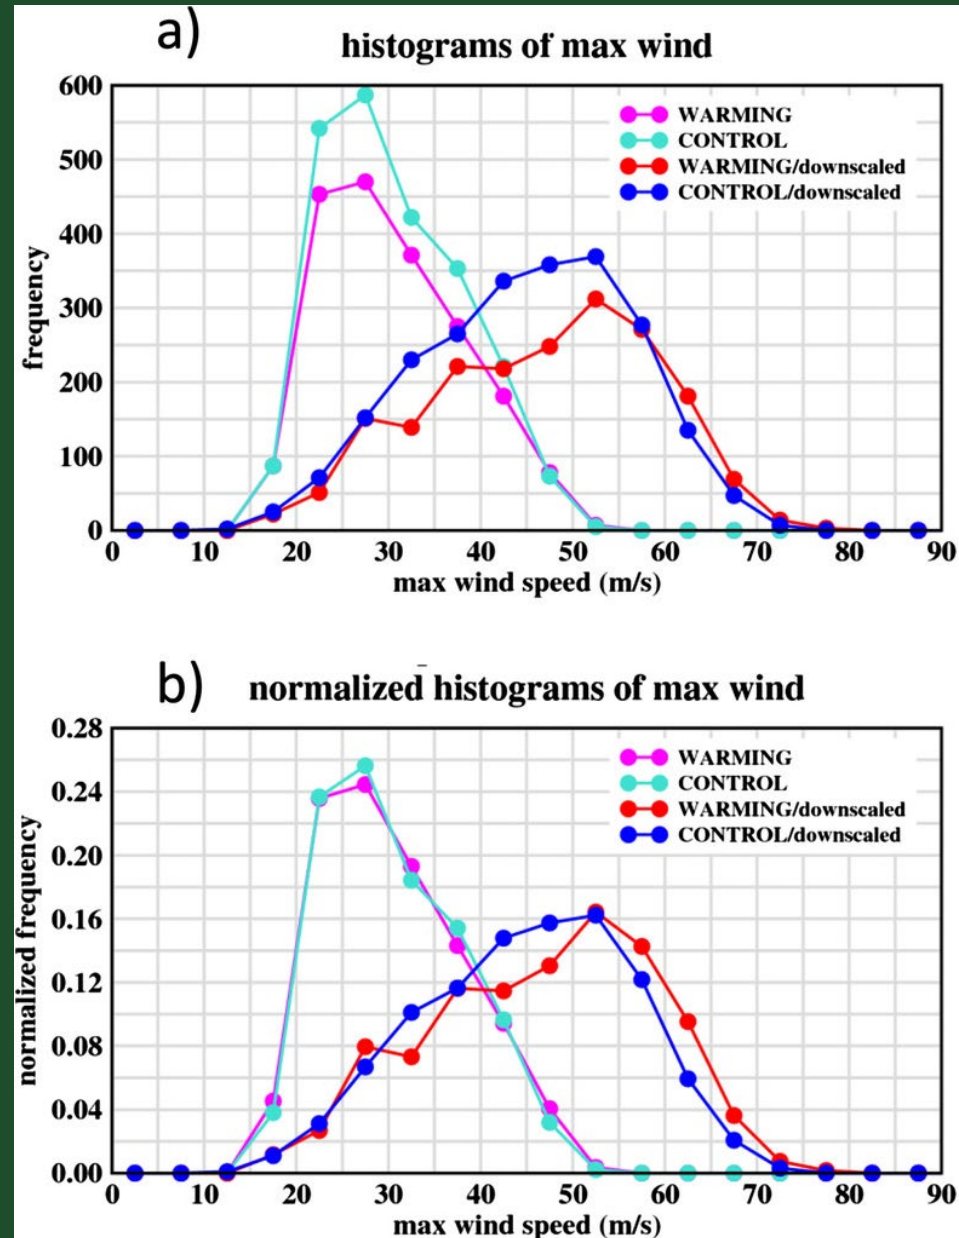 a)
histograms of max wind
600
500
400
300
200
100
0
frequency
WARMING
CONTROL
WARMING/downscaled
CONTROL/downscaled
0 10 20 30 40 50 60 70 80 90
max wind speed (m/s)
b)
normalized histograms of max wind
0.28
0.24
0.20
0.16
0.12
0.08
0.04
0.00
normalized frequency
WARMING
CONTROL
WARMING/downscaled
CONTROL/downscaled
0 10 20 30 40 50 60 70 80 90
max wind speed (m/s)